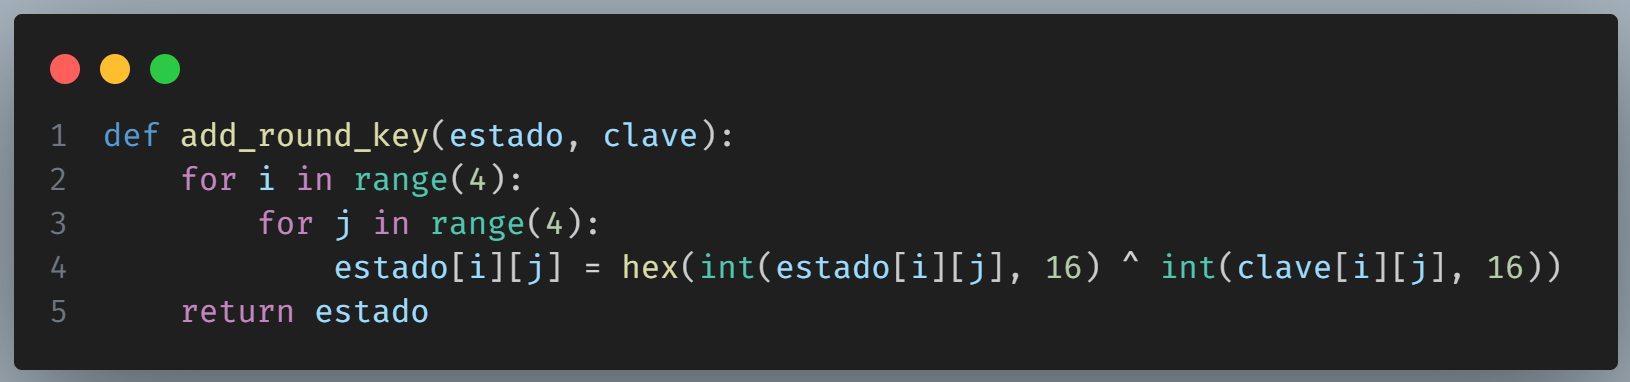 1 def add_round_key(estado, clave):
2     for i in range(4):
3         for j in range(4):
4             estado[i][j] = hex(int(estado[i][j], 16) ^ int(clave[i][j], 16))
5     return estado